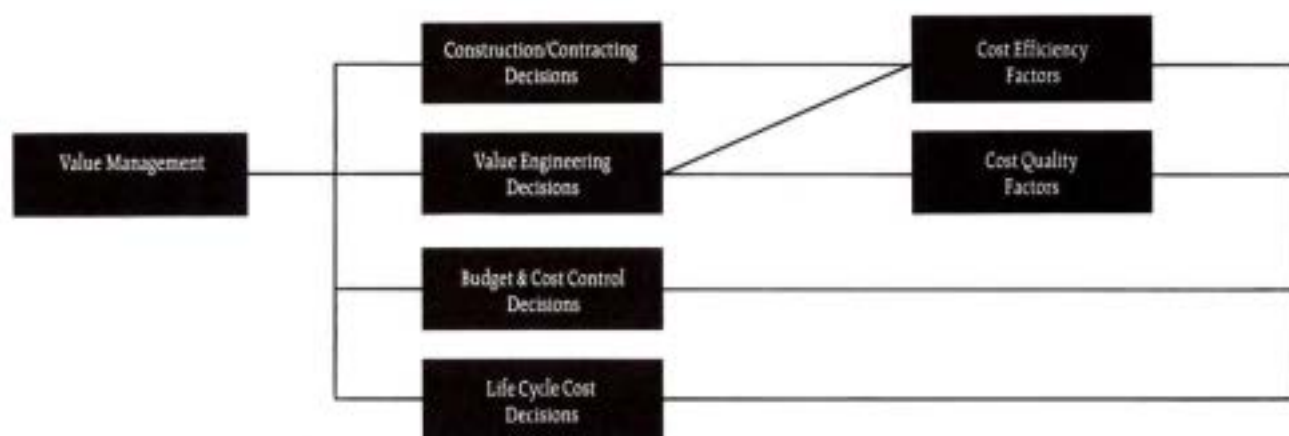 Value Management
Construction/Contracting
Decisions
Value Engineering
Decisions
Budget & Cost Control
Decisions
Life Cycle Cost
Decisions
Cost Efficiency
Factors
Cost Quality
Factors